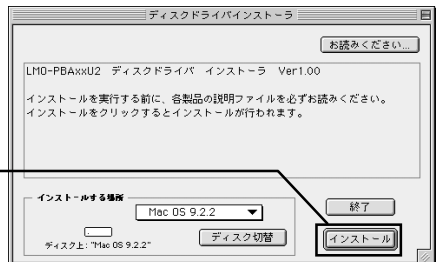 ディスクドライバインストーラ
お読みください...
LMO-PBAxxU2 ディスクドライバ インストーラ Ver1.00
インストールを実行する前に、各製品の説明ファイルを必ずお読みください。
インストールをクリックするとインストールが行われます。
インストールする場所
Mac OS 9.2.2
終了
ディスク上："Mac OS 9.2.2"
ディスク切替
インストール